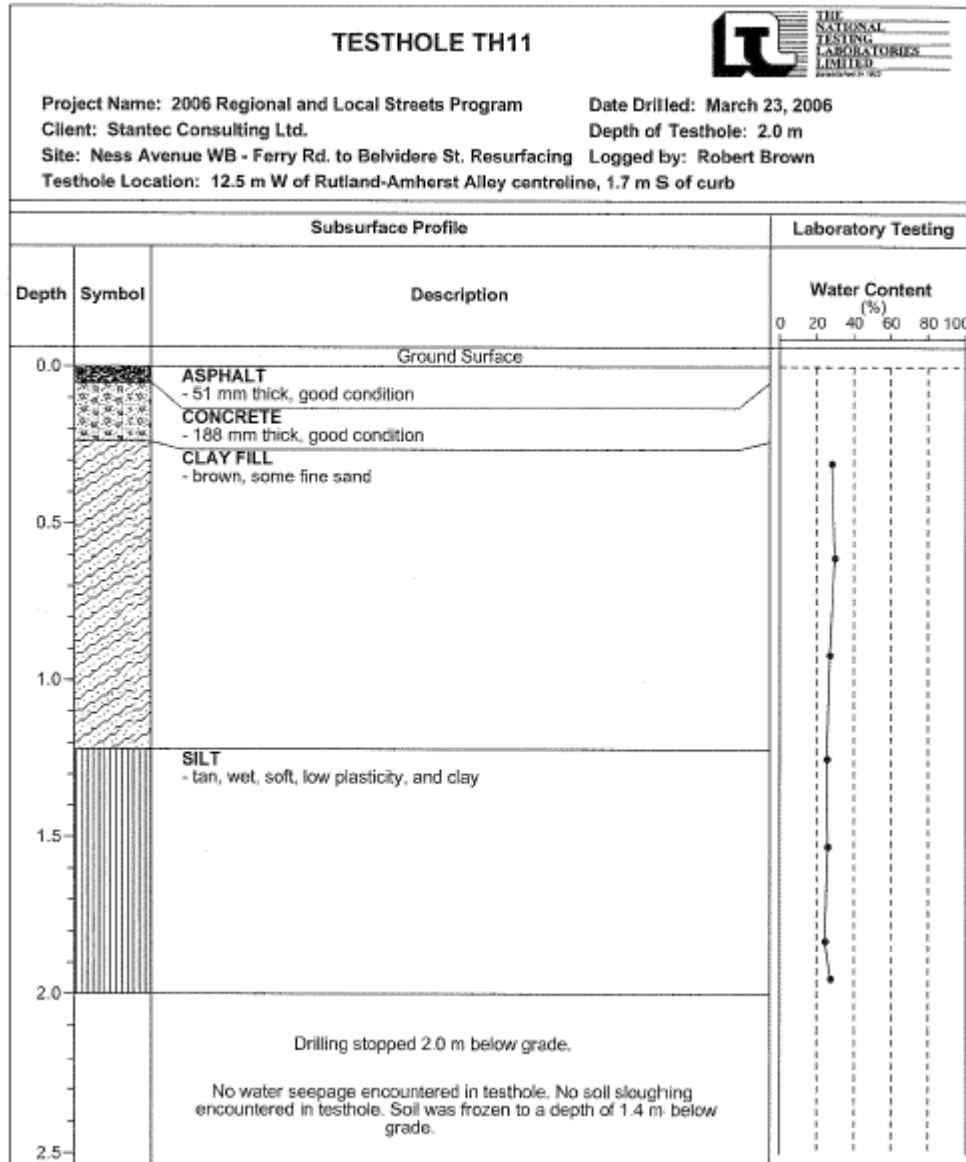 TESTHOLE TH11
THE
NATIONAL
TESTING
LABORATORIES
LIMITED
Project Name: 2006 Regional and Local Streets Program
Date Drilled: March 23, 2006
Client: Stantec Consulting Ltd.
Depth of Testhole: 2.0 m
Site: Ness Avenue WB - Ferry Rd. to Belvidere St. Resurfacing
Logged by: Robert Brown
Testhole Location: 12.5 m W of Rutland-Amherst Alley centreline, 1.7 m S of curb
Subsurface Profile
Laboratory Testing
Depth
Symbol
Description
Water Content
(%)
0 20 40 60 80 100
Ground Surface
0.0
ASPHALT
- 51 mm thick, good condition
CONCRETE
- 188 mm thick, good condition
CLAY FILL
- brown, some fine sand
0.5
1.0
SILT
- tan, wet, soft, low plasticity, and clay
1.5
2.0
Drilling stopped 2.0 m below grade.
No water seepage encountered in testhole. No soil sloughing
encountered in testhole. Soil was frozen to a depth of 1.4 m below
grade.
2.5